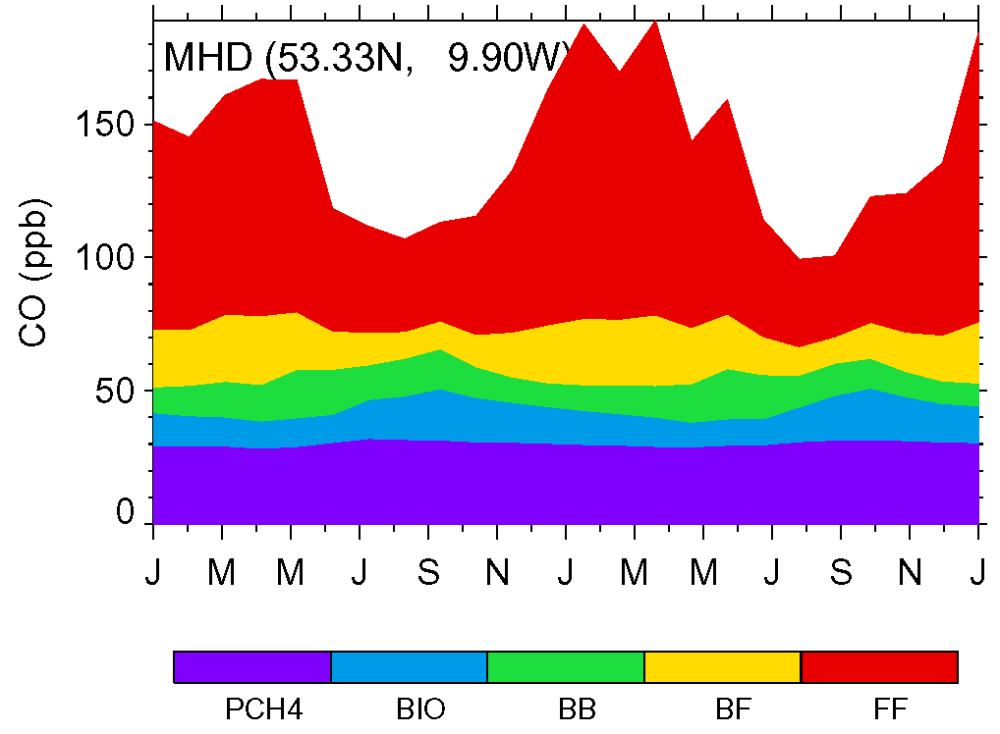 MHD (53.33N, 9.90W)
150
100
50
0
CO (ppb)
J M M J S N J M M J S N J
PCH4 BIO BB BF FF